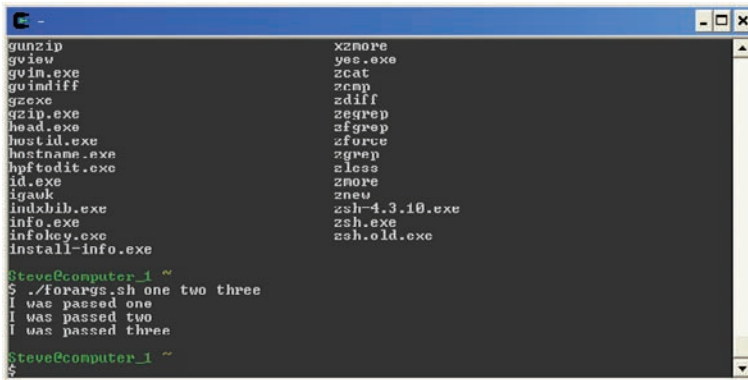 -
gunzip xzmore
gview yes.exe
gvim.exe zcat
gvimdiff zcmp
gzexe zdiff
gzip.exe zegrep
head.exe zfgrep
hostid.exe zforce
hostname.exe zgrep
hpftodit.exe zless
id.exe zmore
igawk znew
indxbib.exe zsh-4.3.10.exe
info.exe zsh.exe
infokey.exe zsh.old.exe
install-info.exe
Steve@computer_1 ~
$ ./forargs.sh one two three
I was passed one
I was passed two
I was passed three
Steve@computer_1 ~
$